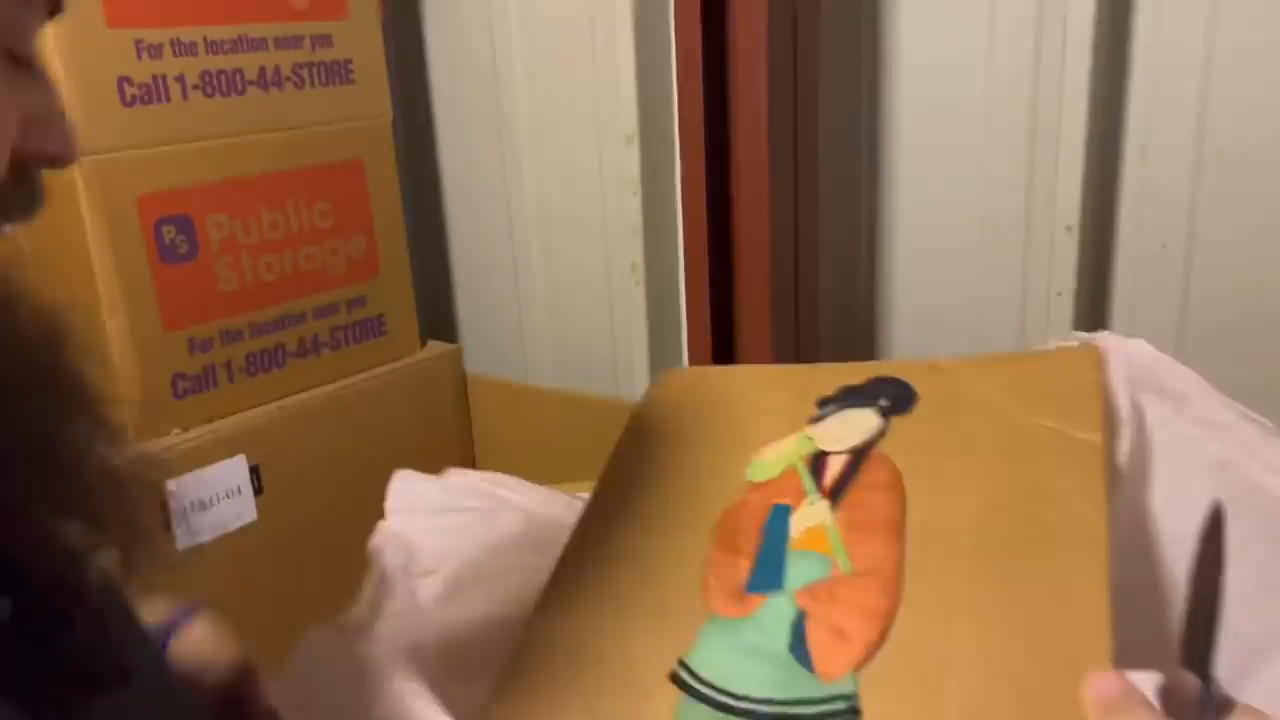 For the location near you
Call 1-800-44-STORE
PS Public
Storage
For the location near you
Call 1-800-44-STORE